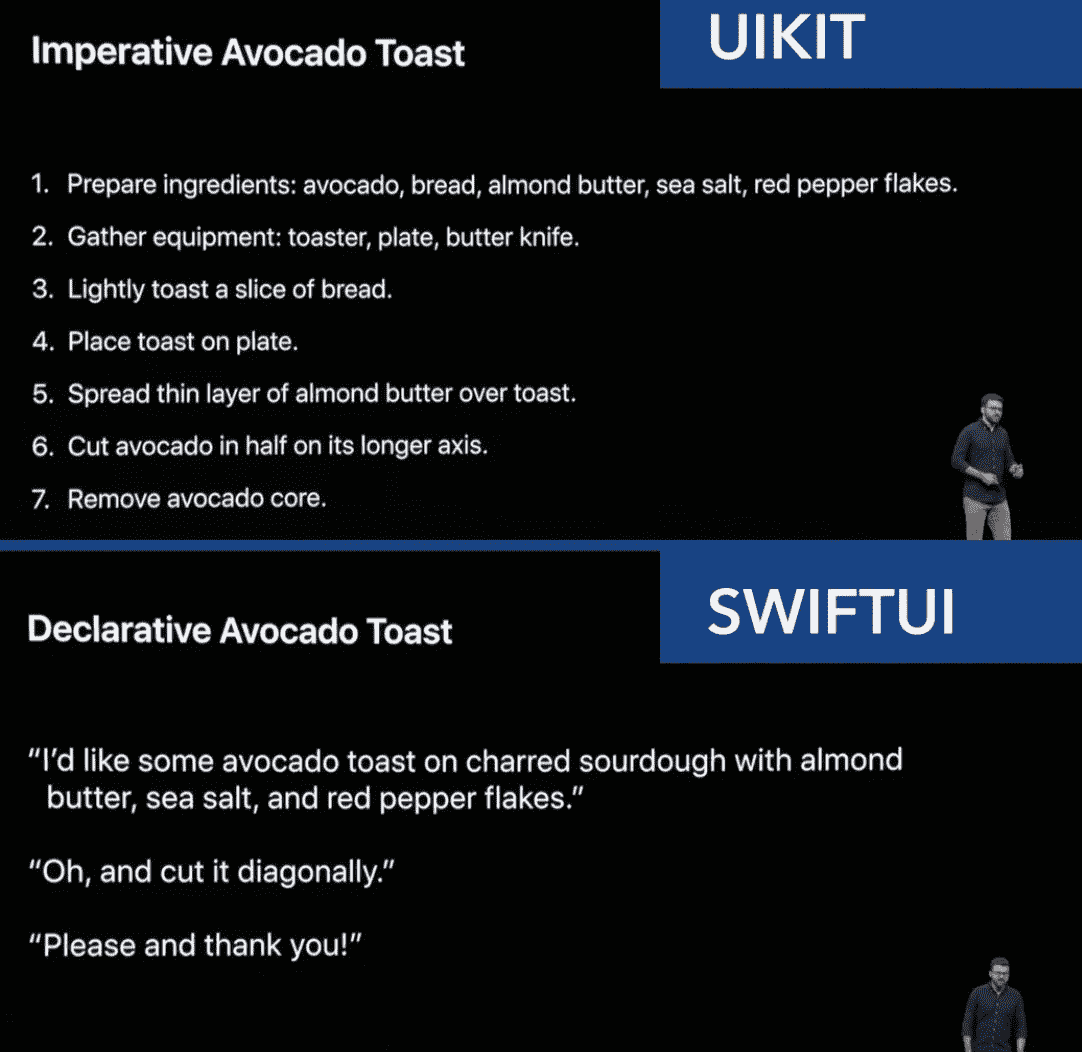 Imperative Avocado Toast
UIKIT
1. Prepare ingredients: avocado, bread, almond butter, sea salt, red pepper flakes.
2. Gather equipment: toaster, plate, butter knife.
3. Lightly toast a slice of bread.
4. Place toast on plate.
5. Spread thin layer of almond butter over toast.
6. Cut avocado in half on its longer axis.
7. Remove avocado core.
SWIFTUI
Declarative Avocado Toast
“I’d like some avocado toast on charred sourdough with almond
butter, sea salt, and red pepper flakes.”
“Oh, and cut it diagonally.”
“Please and thank you!”